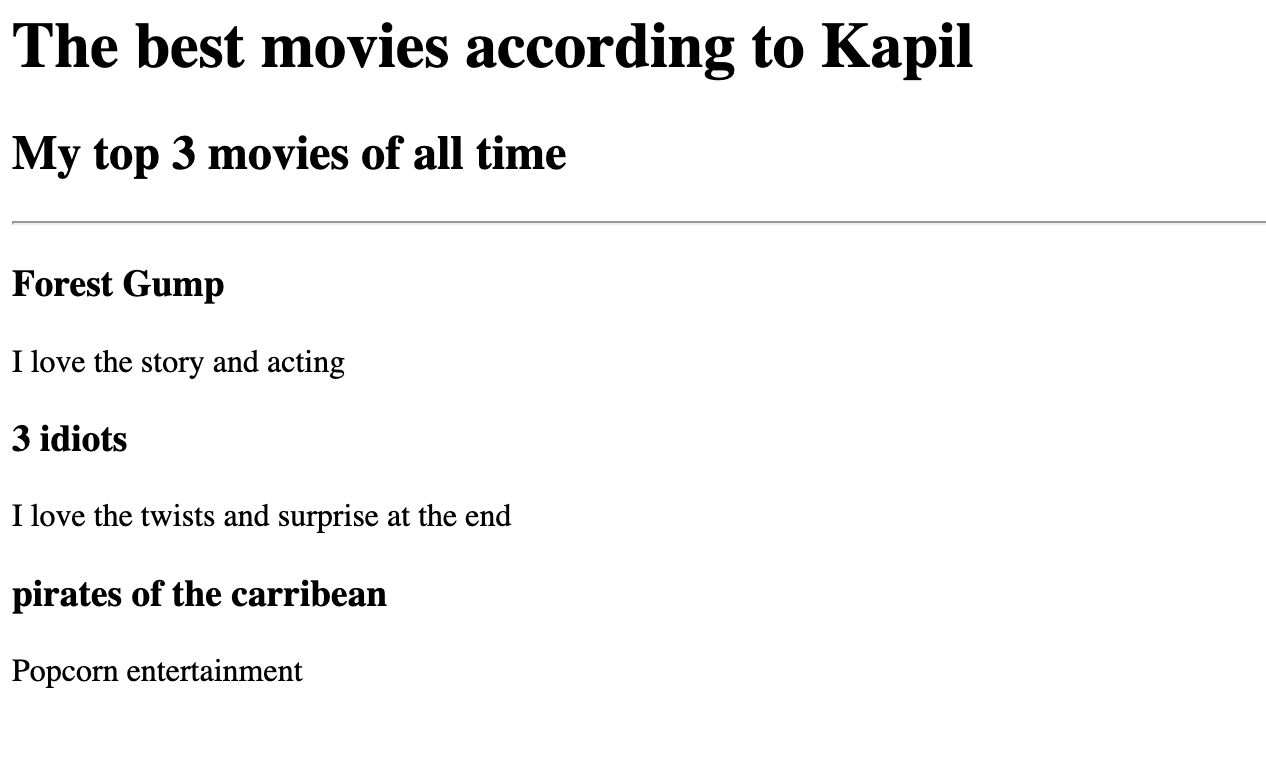 The best movies according to Kapil
My top 3 movies of all time
Forest Gump
I love the story and acting
3 idiots
I love the twists and surprise at the end
pirates of the carribean
Popcorn entertainment